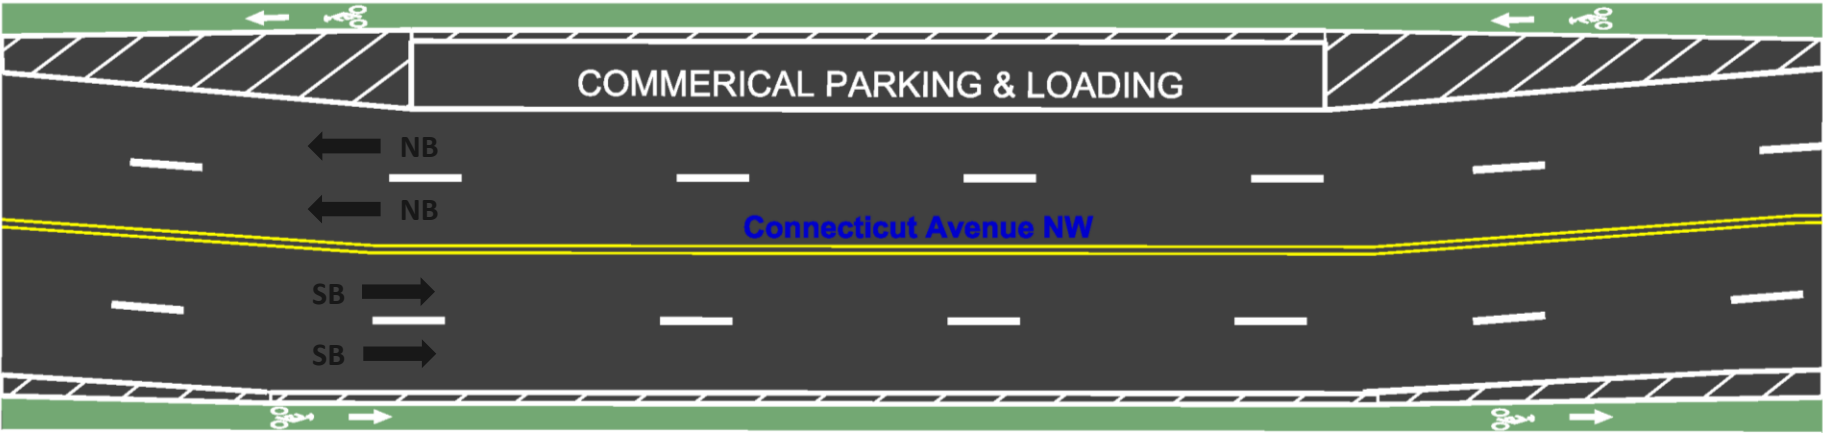 COMMERICAL PARKING & LOADING
NB
NB
Connecticut Avenue NW
SB
SB